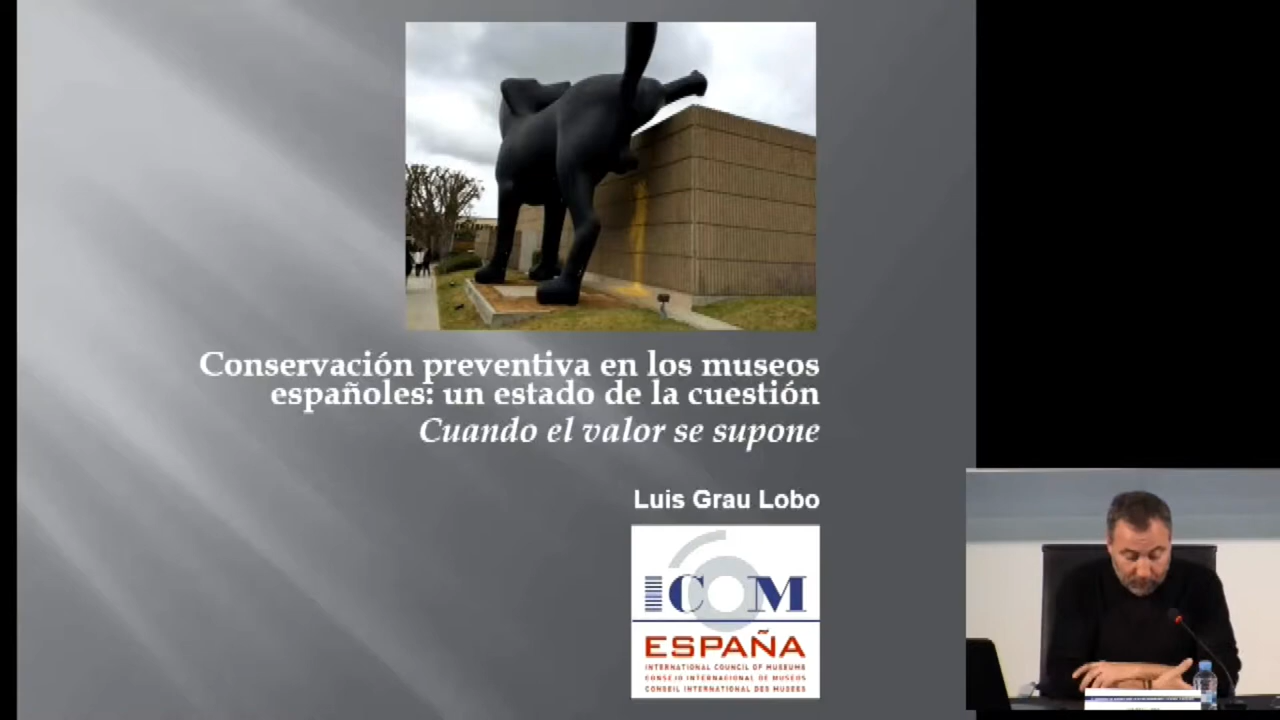 Conservación preventiva en los museos
españoles: un estado de la cuestión
Cuando el valor se supone
Luis Grau Lobo
ICOM
ESPAÑA
INTERNATIONAL COUNCIL OF MUSEUMS
CONSEJO INTERNACIONAL DE MUSEOS
CONSEIL INTERNATIONAL DES MUSEES